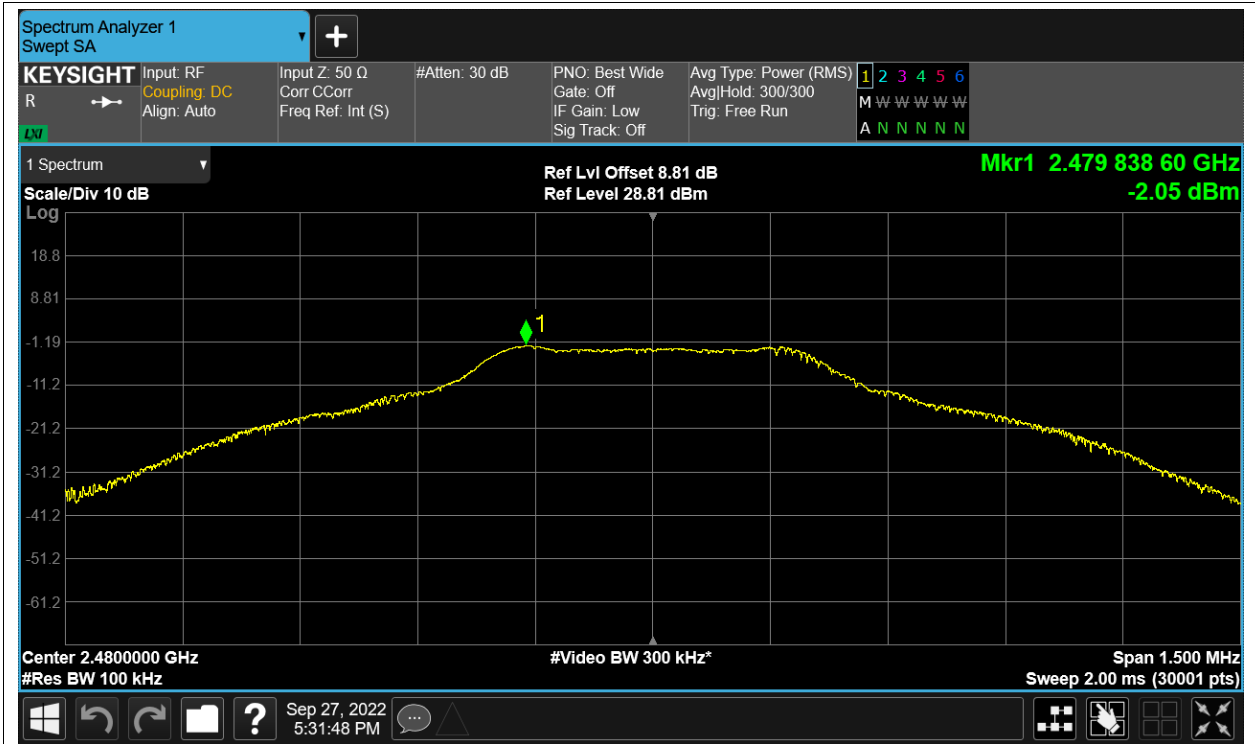 Spectrum Analyzer 1
Swept SA
KEYSIGHT
R
LXI
Input: RF
Coupling: DC
Align: Auto
Input Z: 50 Ω
Corr CCorr
Freq Ref: Int (S)
#Atten: 30 dB
PNO: Best Wide
Gate: Off
IF Gain: Low
Sig Track: Off
Avg Type: Power (RMS)
Avg|Hold: 300/300
Trig: Free Run
1 2 3 4 5 6
M W W W W W
A N N N N N
1 Spectrum
Scale/Div 10 dB
Log
Ref Lvl Offset 8.81 dB
Ref Level 28.81 dBm
Mkr1 2.479 838 60 GHz
-2.05 dBm
1
18.8
8.81
-1.19
-11.2
-21.2
-31.2
-41.2
-51.2
-61.2
Center 2.4800000 GHz
#Res BW 100 kHz
#Video BW 300 kHz*
Span 1.500 MHz
Sweep 2.00 ms (30001 pts)
?
Sep 27, 2022
5:31:48 PM